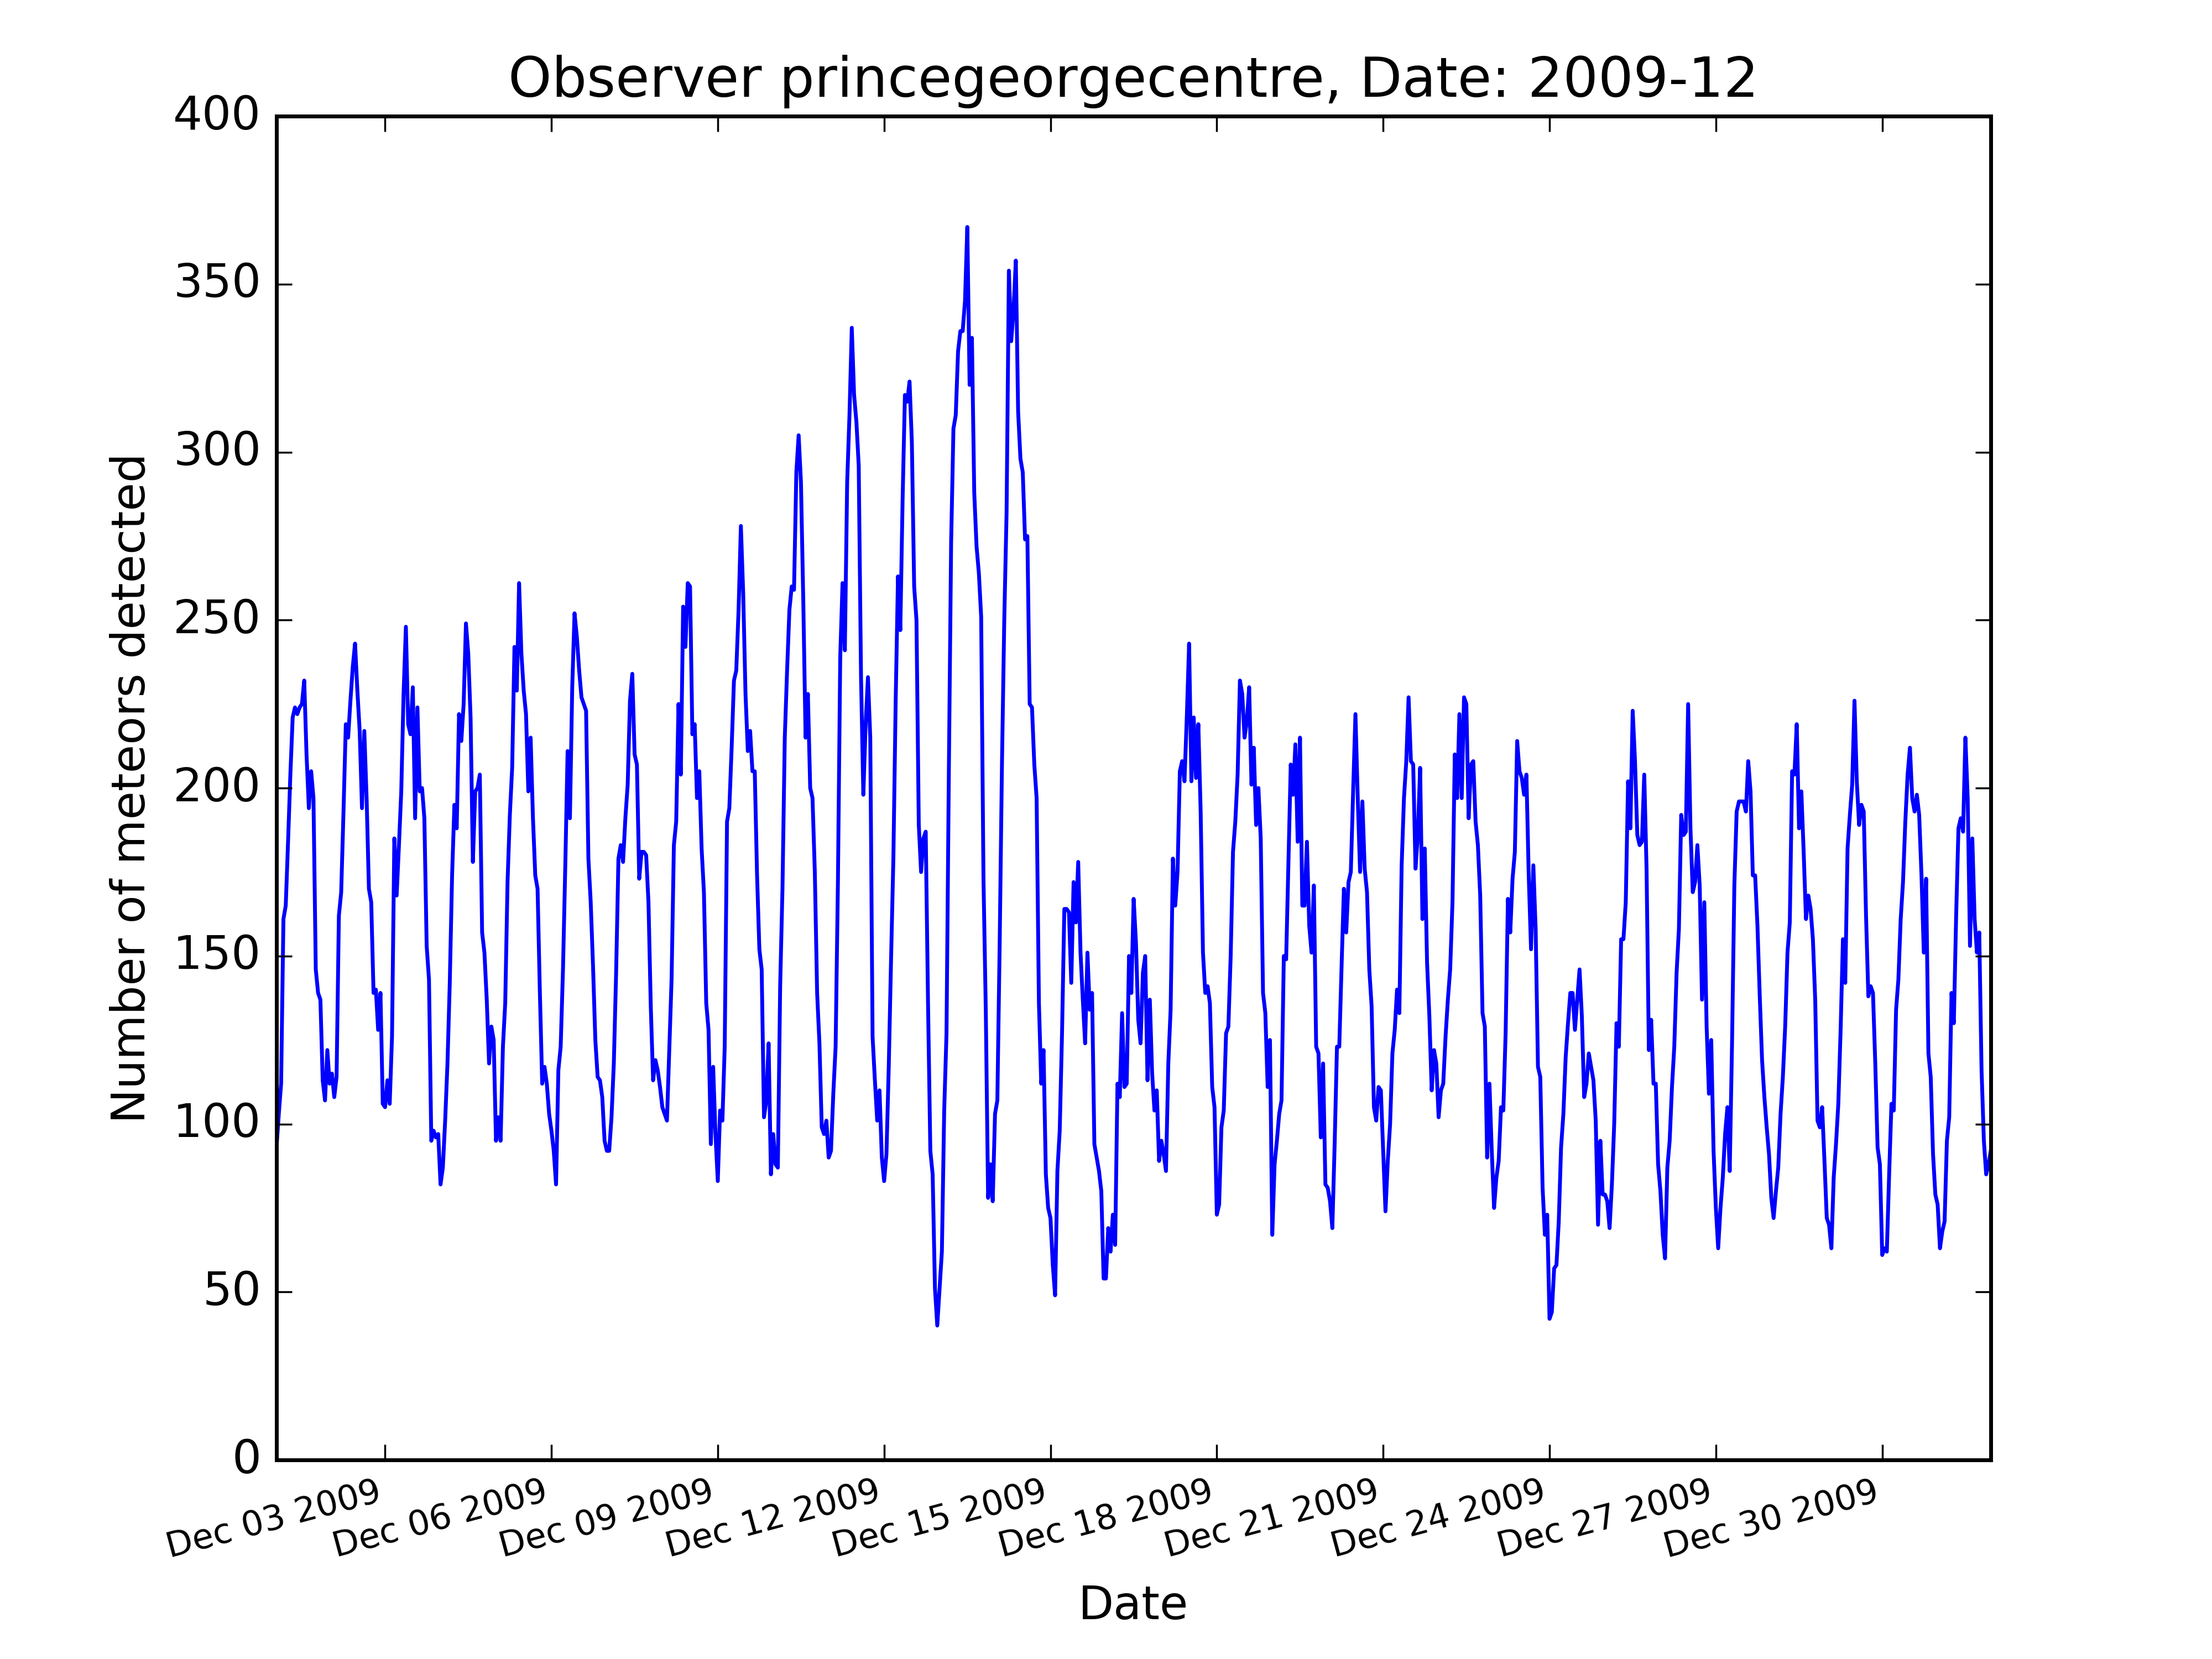 Observer princegeorgecentre, Date: 2009-12
400
350
300
250
200
150
100
50
0
Number of meteors detected
Dec 03 2009
Dec 06 2009
Dec 09 2009
Dec 12 2009
Dec 15 2009
Dec 18 2009
Dec 21 2009
Dec 24 2009
Dec 27 2009
Dec 30 2009
Date